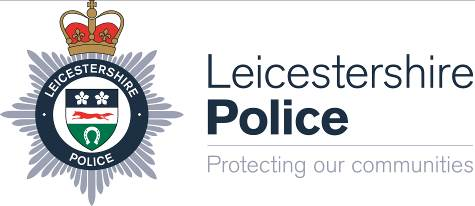 LEICESTERSHIRE
POLICE
Leicestershire
Police
Protecting our communities